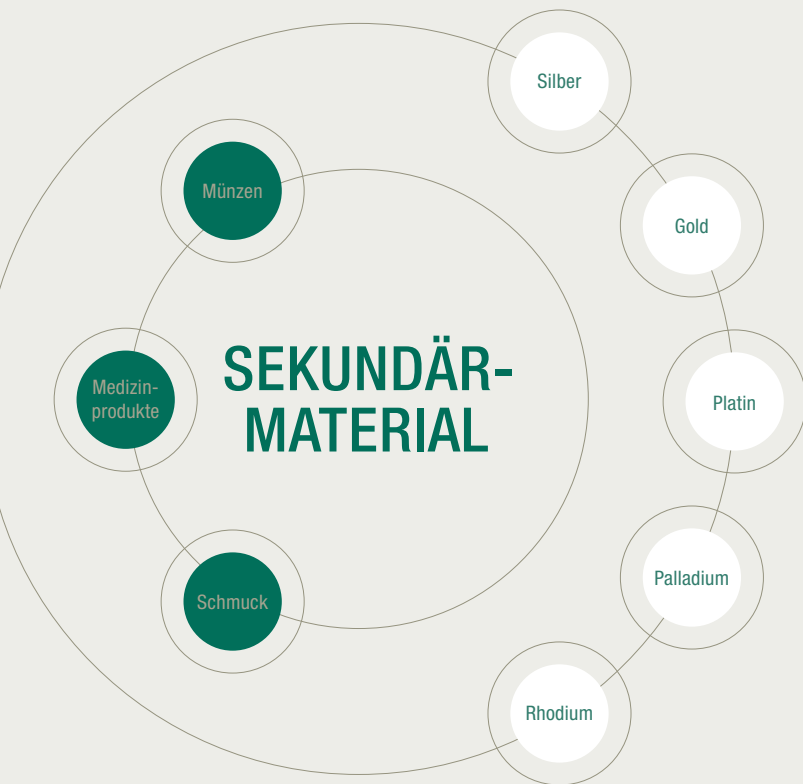 Silber
Münzen
Gold
SEKUNDÄR-
MATERIAL
Medizin-
produkte
Platin
Palladium
Schmuck
Rhodium